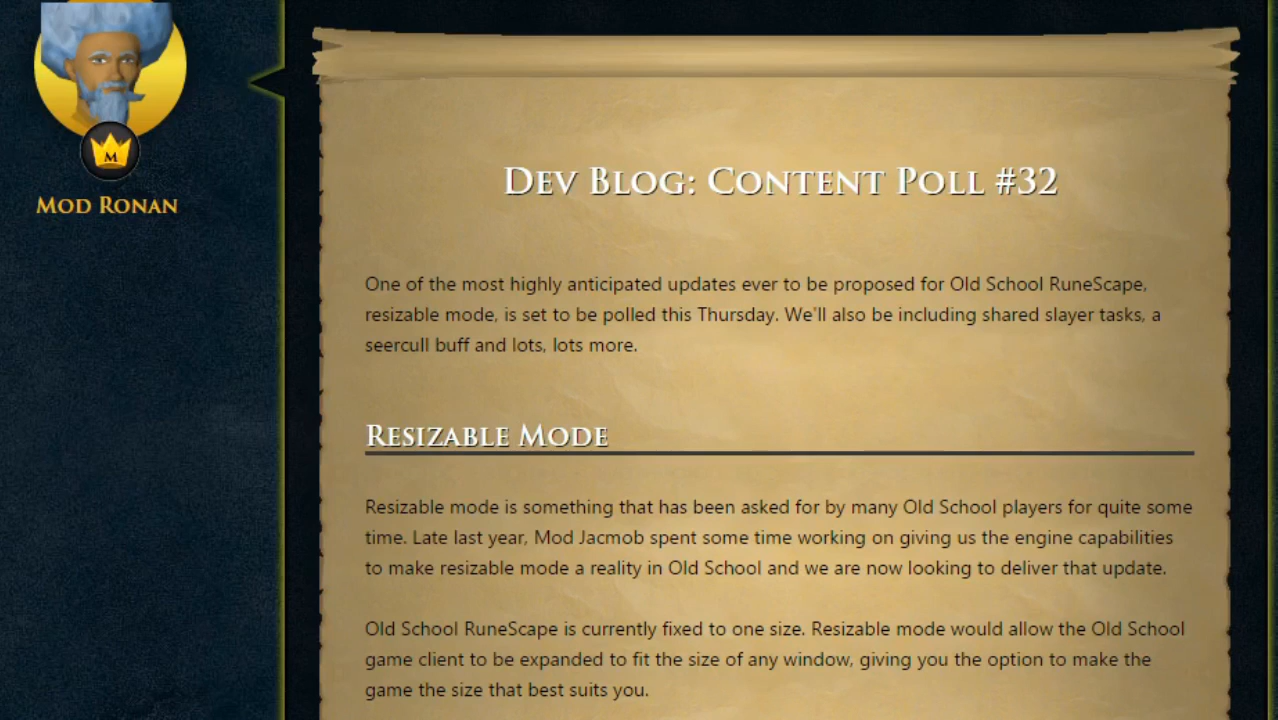 M
Mod Ronan
Dev Blog: Content Poll #32
One of the most highly anticipated updates ever to be proposed for Old School RuneScape,
resizable mode, is set to be polled this Thursday. We'll also be including shared slayer tasks, a
seercull buff and lots, lots more.
Resizable Mode
Resizable mode is something that has been asked for by many Old School players for quite some
time. Late last year, Mod Jacmob spent some time working on giving us the engine capabilities
to make resizable mode a reality in Old School and we are now looking to deliver that update.
Old School RuneScape is currently fixed to one size. Resizable mode would allow the Old School
game client to be expanded to fit the size of any window, giving you the option to make the
game the size that best suits you.